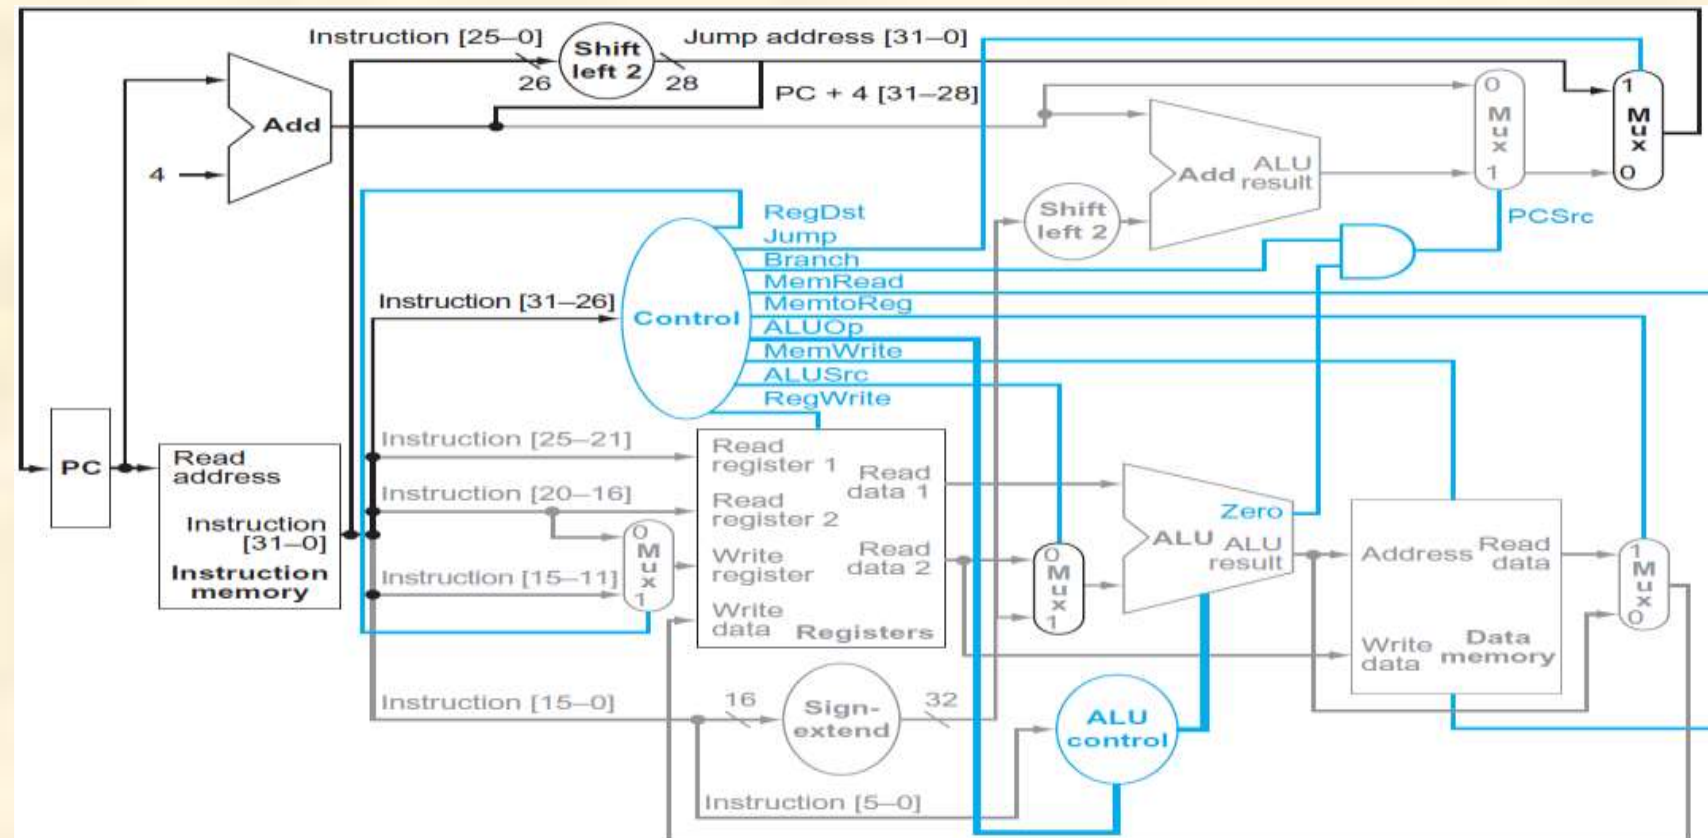 Instruction [25–0]
Shift
left 2
Jump address [31–0]
26
28
PC + 4 [31–28]
Add
4
0
M
u
x
1
1
M
u
x
0
Add
ALU
result
Shift
left 2
PCSrc
RegDst
Jump
Branch
MemRead
MemtoReg
ALUOp
MemWrite
ALUSrc
RegWrite
Instruction [31–26]
Control
PC
Read
address
Instruction
[31–0]
Instruction
memory
Instruction [25–21]
Instruction [20–16]
Instruction [15–11]
0
M
u
x
1
Read
register 1
Read
register 2
Write
register
Write
data
Read
data 1
Read
data 2
Registers
0
M
u
x
1
Zero
ALU
ALU
result
Address
Read
data
Write
data
Data
memory
1
M
u
x
0
Instruction [15–0]
16
Sign-
extend
32
ALU
control
Instruction [5–0]